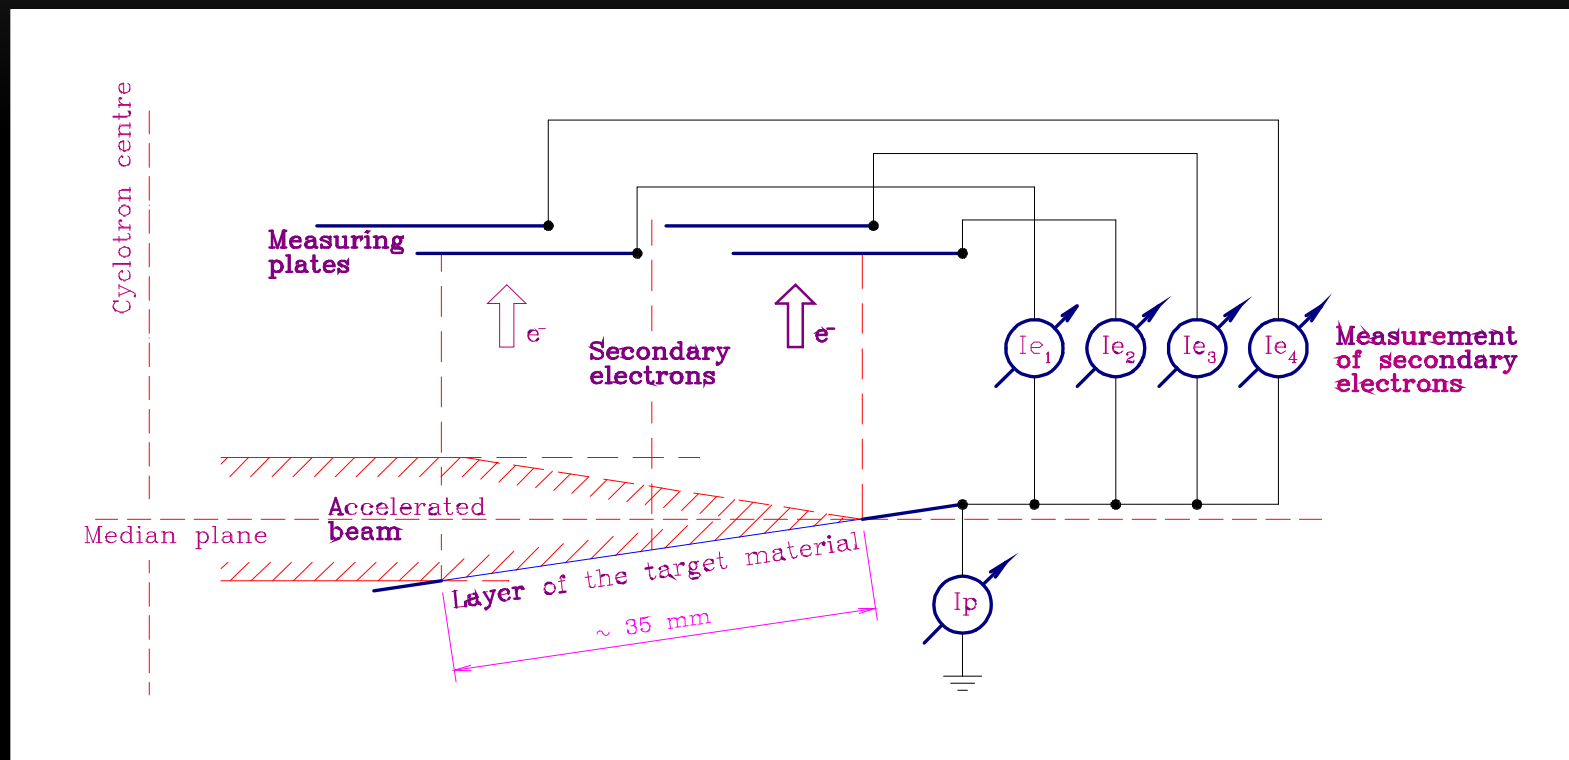 Cyclotron centre
Measuring
plates
e-
e-
Secondary
electrons
Ie1
Ie2
Ie3
Ie4
Measurement
of secondary
electrons
Accelerated
beam
Median plane
Layer of the target material
~ 35 mm
Ip